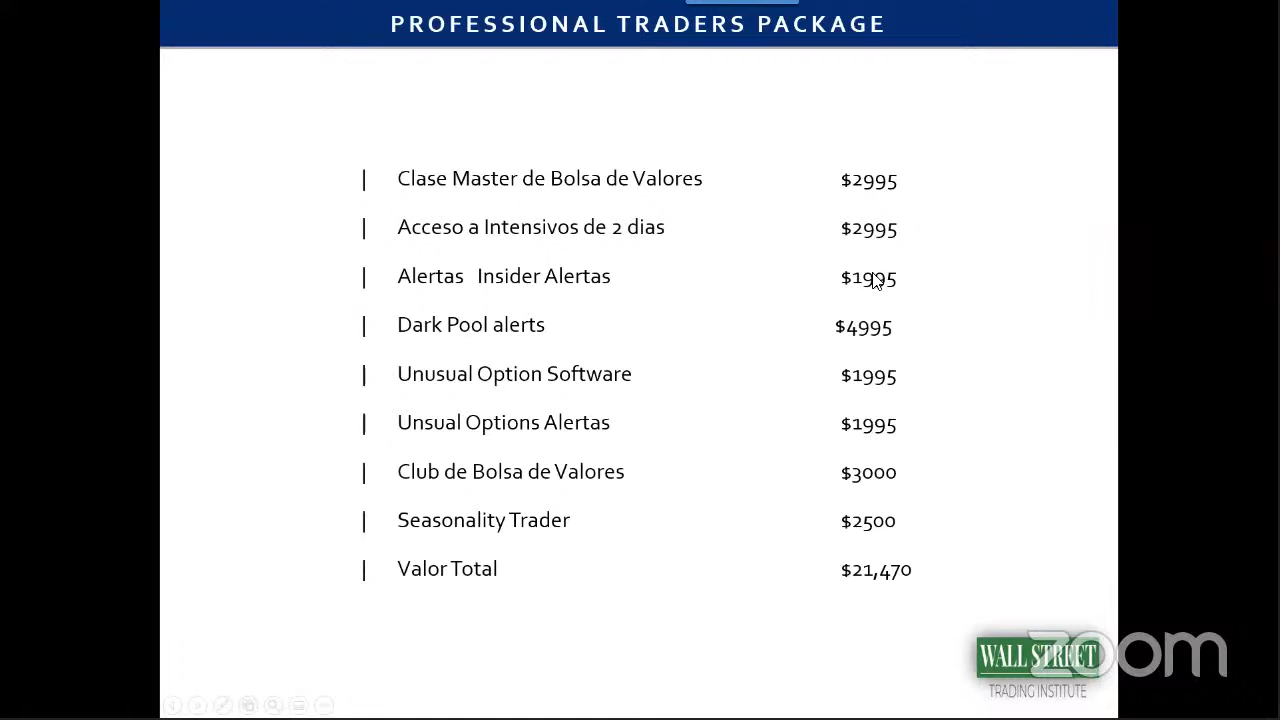 PROFESSIONAL TRADERS PACKAGE
| Clase Master de Bolsa de Valores $2995
| Acceso a Intensivos de 2 dias $2995
| Alertas Insider Alertas $1995
| Dark Pool alerts $4995
| Unusual Option Software $1995
| Unsual Options Alertas $1995
| Club de Bolsa de Valores $3000
| Seasonality Trader $2500
| Valor Total $21,470
WALL STREET
TRADING INSTITUTE
zoom